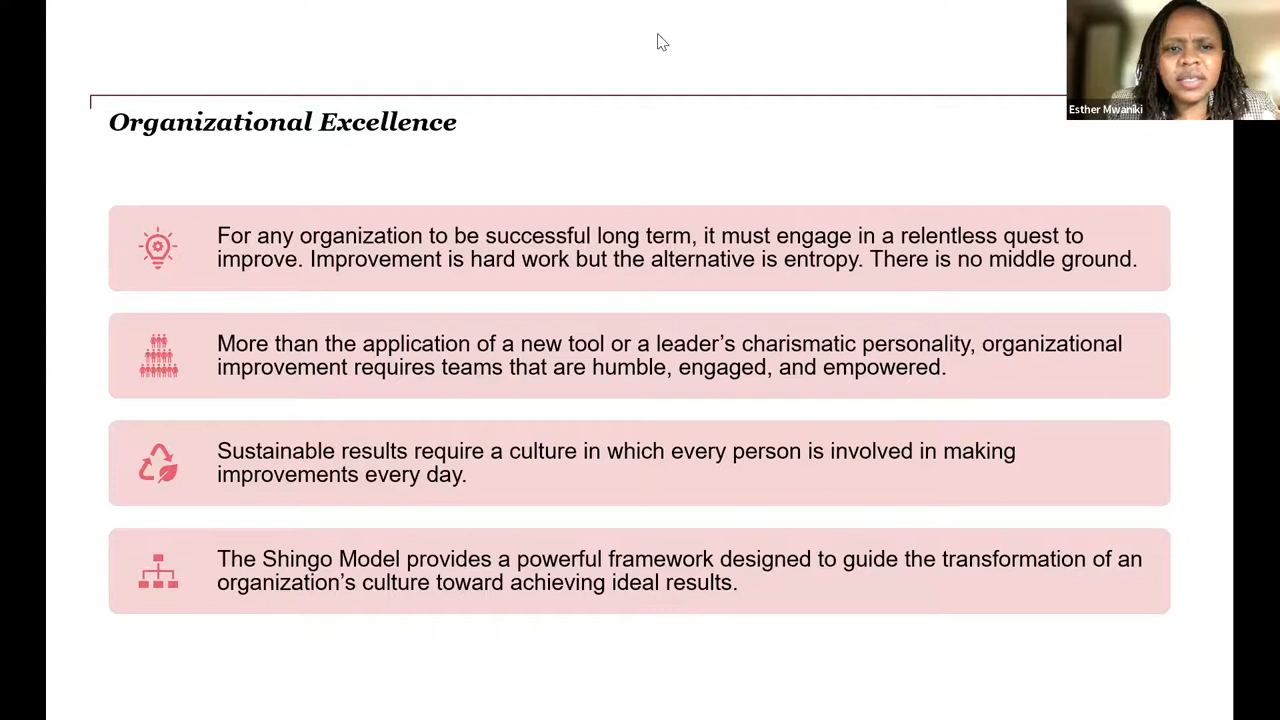 Esther Mwaniki
Organizational Excellence
For any organization to be successful long term, it must engage in a relentless quest to
improve. Improvement is hard work but the alternative is entropy. There is no middle ground.
More than the application of a new tool or a leader’s charismatic personality, organizational
improvement requires teams that are humble, engaged, and empowered.
Sustainable results require a culture in which every person is involved in making
improvements every day.
The Shingo Model provides a powerful framework designed to guide the transformation of an
organization’s culture toward achieving ideal results.